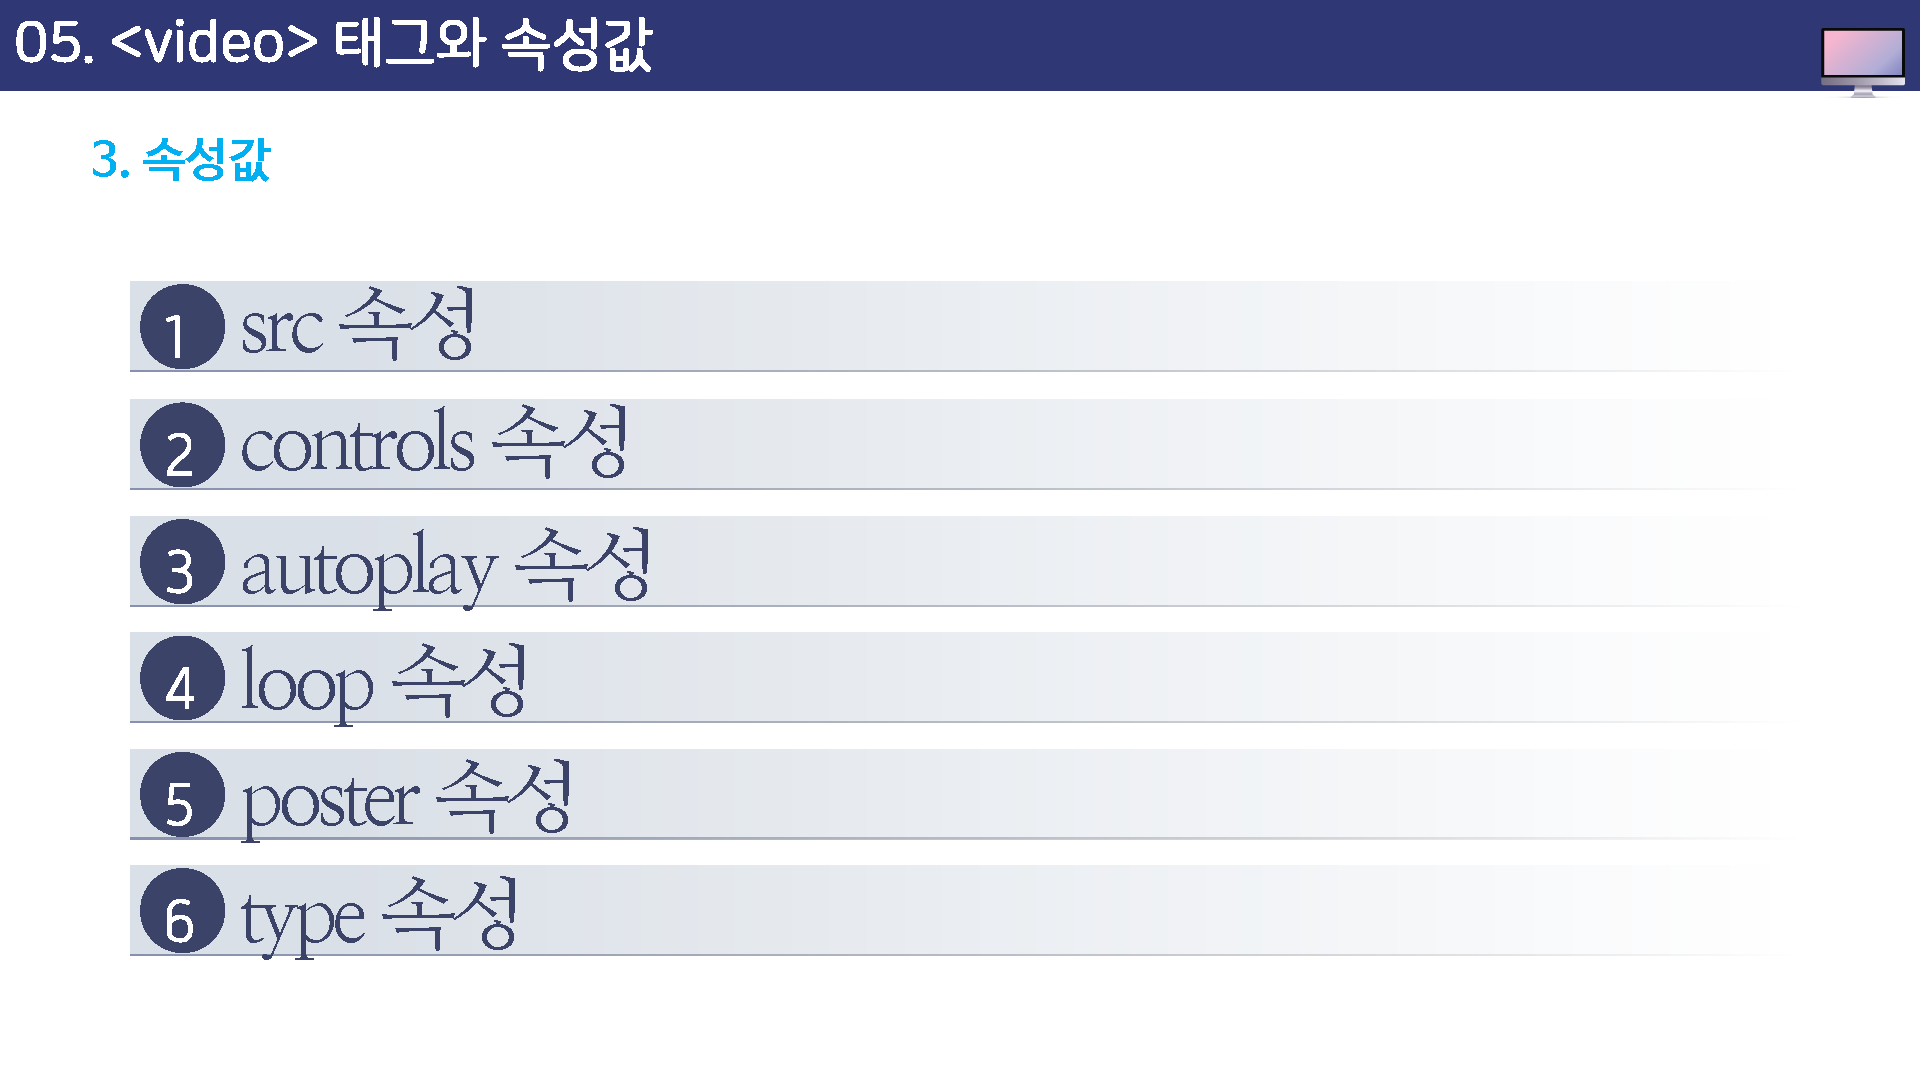 05. <video> 태그와 속성값
3. 속성값
1 src 속성
2 controls 속성
3 autoplay 속성
4 loop 속성
5 poster 속성
6 type 속성